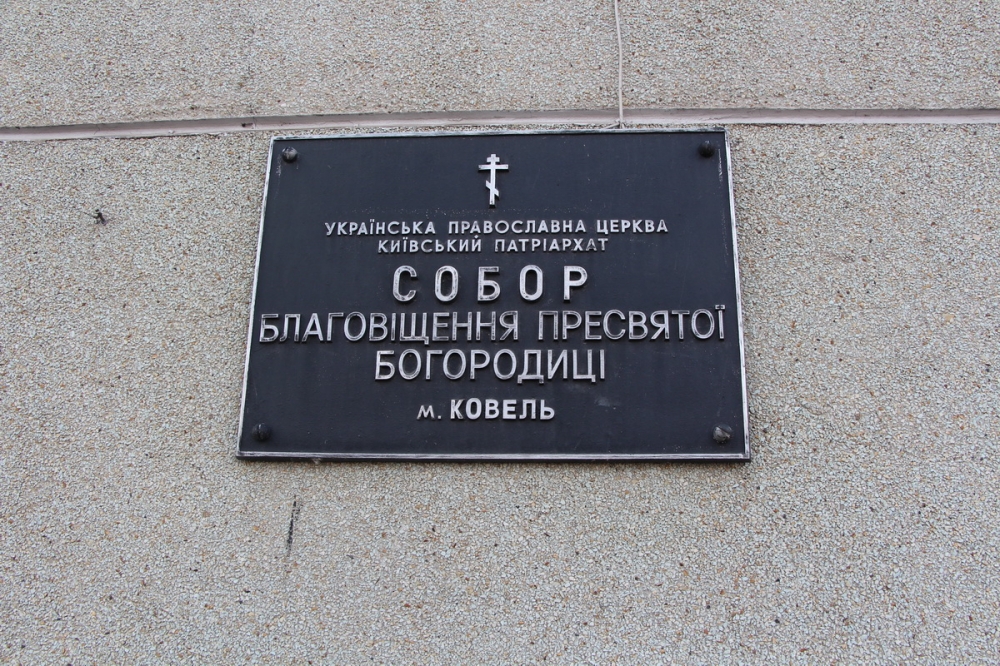 УКРАЇНСЬКА ПРАВОСЛАВНА ЦЕРКВА
КИЇВСЬКИЙ ПАТРІАРХАТ
СОБОР
БЛАГОВІЩЕННЯ ПРЕСВЯТОЇ
БОГОРОДИЦІ
м. КОВЕЛЬ